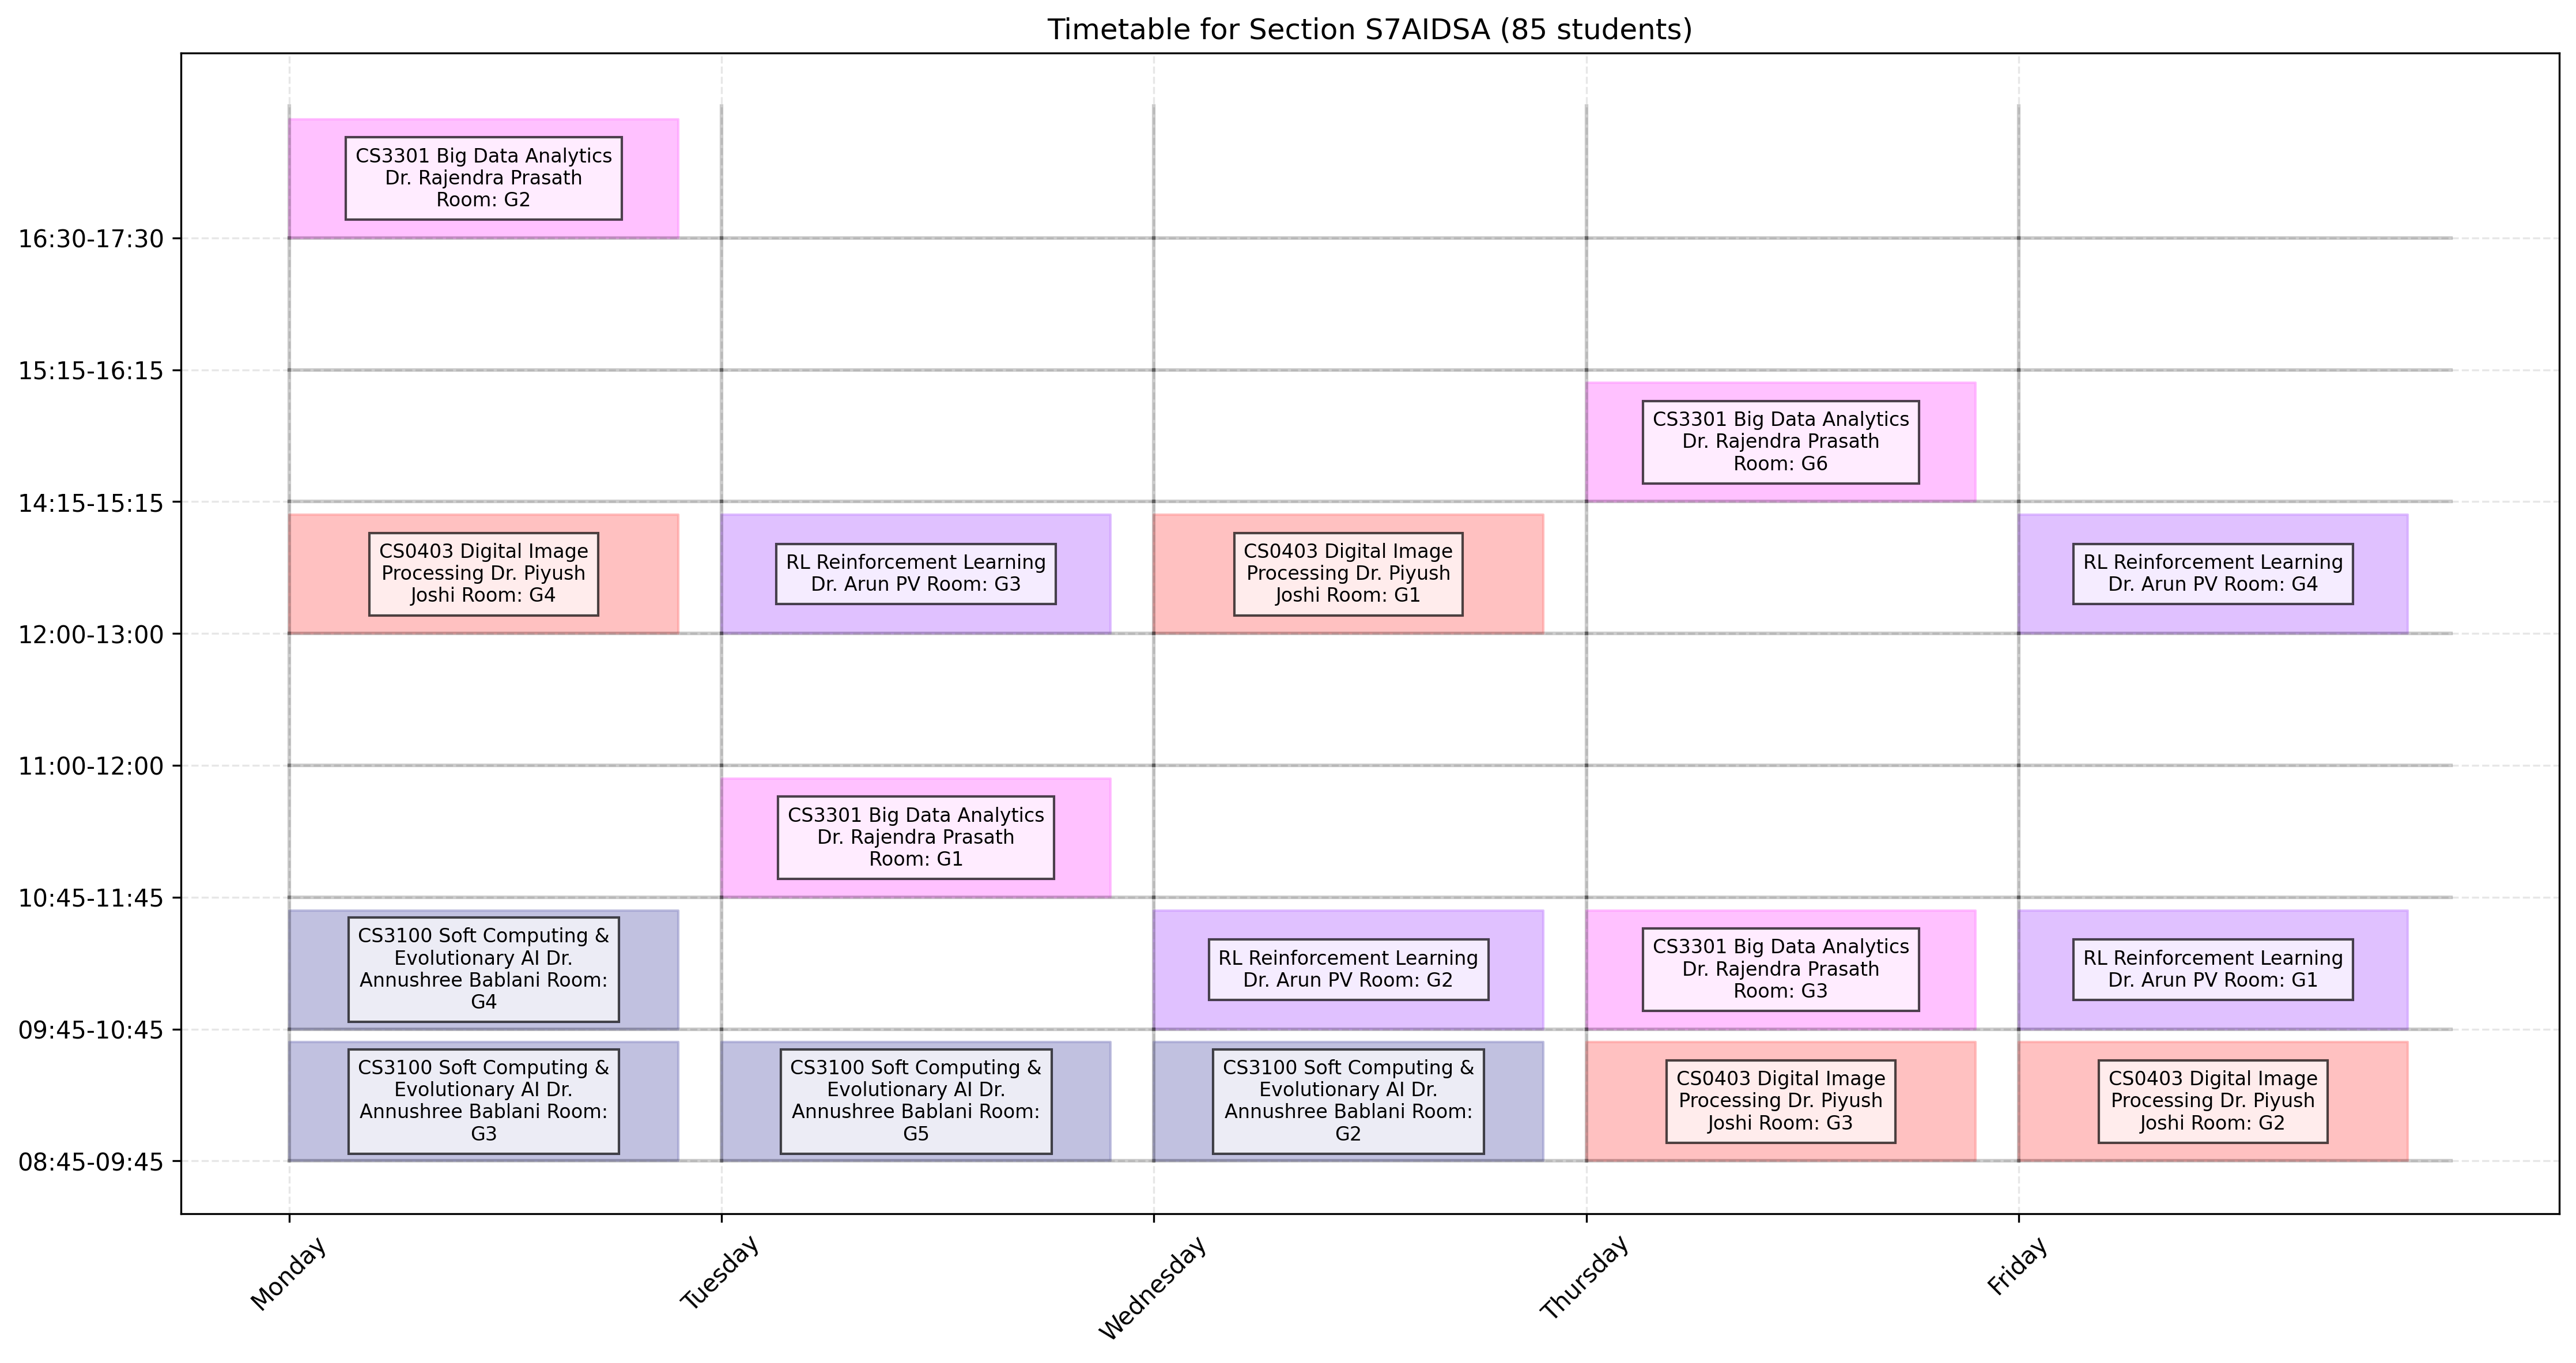 Timetable for Section S7AIDSA (85 students)
16:30-17:30
CS3301 Big Data Analytics
Dr. Rajendra Prasath
Room: G2
15:15-16:15
14:15-15:15
CS3301 Big Data Analytics
Dr. Rajendra Prasath
Room: G6
12:00-13:00
CS0403 Digital Image
Processing Dr. Piyush
Joshi Room: G4
RL Reinforcement Learning
Dr. Arun PV Room: G3
CS0403 Digital Image
Processing Dr. Piyush
Joshi Room: G1
RL Reinforcement Learning
Dr. Arun PV Room: G4
11:00-12:00
10:45-11:45
CS3301 Big Data Analytics
Dr. Rajendra Prasath
Room: G1
09:45-10:45
CS3100 Soft Computing &
Evolutionary AI Dr.
Annushree Bablani Room:
G4
RL Reinforcement Learning
Dr. Arun PV Room: G2
CS3301 Big Data Analytics
Dr. Rajendra Prasath
Room: G3
RL Reinforcement Learning
Dr. Arun PV Room: G1
08:45-09:45
CS3100 Soft Computing &
Evolutionary AI Dr.
Annushree Bablani Room:
G3
CS3100 Soft Computing &
Evolutionary AI Dr.
Annushree Bablani Room:
G5
CS3100 Soft Computing &
Evolutionary AI Dr.
Annushree Bablani Room:
G2
CS0403 Digital Image
Processing Dr. Piyush
Joshi Room: G3
CS0403 Digital Image
Processing Dr. Piyush
Joshi Room: G2
Monday
Tuesday
Wednesday
Thursday
Friday